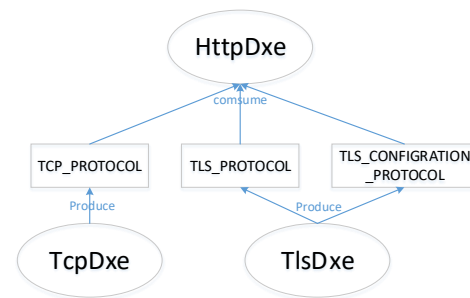 HttpDxe
comsume
TCP_PROTOCOL
TLS_PROTOCOL
TLS_CONFIGRATION
_PROTOCOL
Produce
Produce
TcpDxe
TlsDxe